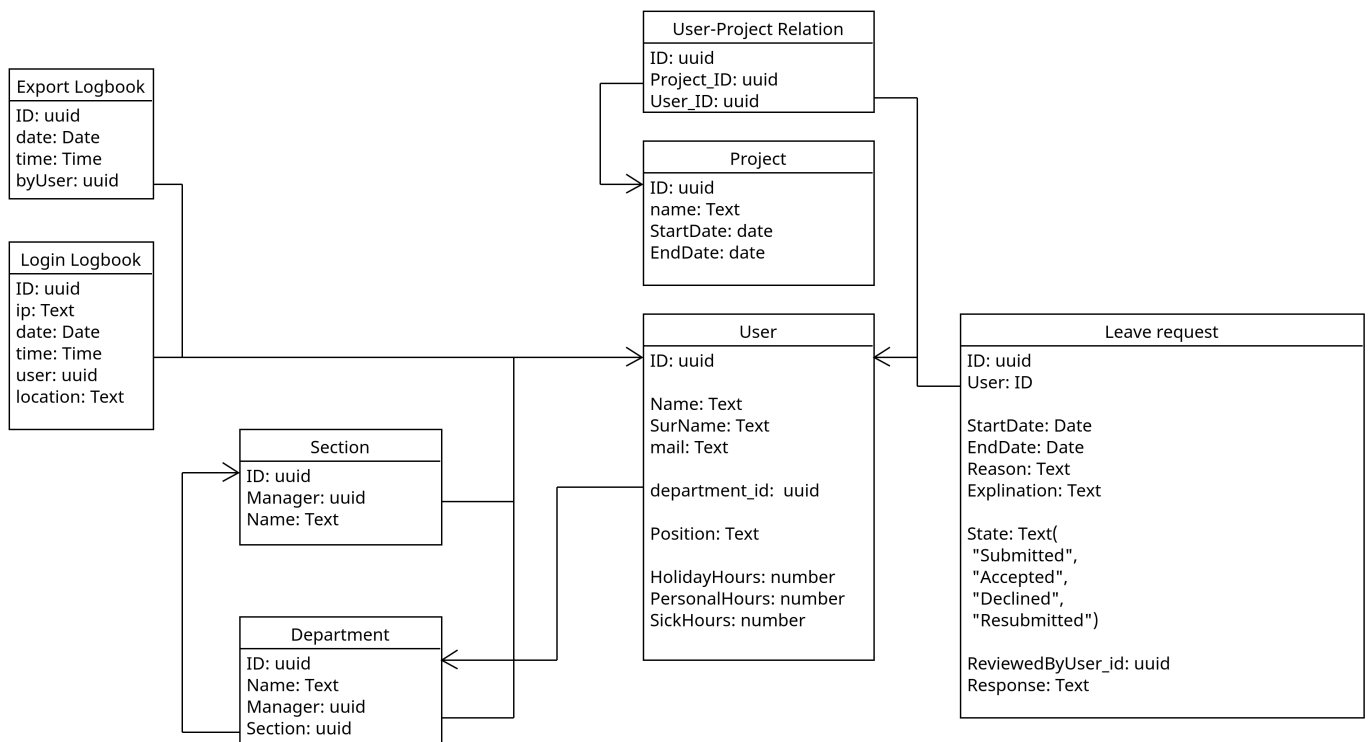 User-Project Relation
ID: uuid
Project_ID: uuid
User_ID: uuid
Export Logbook
ID: uuid
date: Date
time: Time
byUser: uuid
Project
ID: uuid
name: Text
StartDate: date
EndDate: date
Login Logbook
ID: uuid
ip: Text
date: Date
time: Time
user: uuid
location: Text
User
ID: uuid
Name: Text
SurName: Text
mail: Text
department_id:  uuid
Position: Text
HolidayHours: number
PersonalHours: number
SickHours: number
Leave request
ID: uuid
User: ID
StartDate: Date
EndDate: Date
Reason: Text
Explination: Text
State: Text(
"Submitted",
"Accepted",
"Declined",
"Resubmitted")
ReviewedByUser_id: uuid
Response: Text
Section
ID: uuid
Manager: uuid
Name: Text
Department
ID: uuid
Name: Text
Manager: uuid
Section: uuid